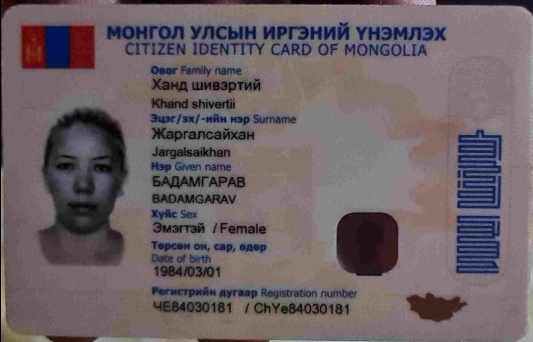 МОНГОЛ УЛСЫН ИРГЭНИЙ ҮНЭМЛЭХ
CITIZEN IDENTITY CARD OF MONGOLIA
Овог Family name
Ханд шивэртий
Khand shivertii
Эцэг/эх/-ийн нэр Surname
Жаргалсайхан
Jargalsaikhan
Нэр Given name
БАДАМГАРАВ
BADAMGARAV
Хүйс Sex
Эмэгтэй / Female
Төрсөн он, сар, өдөр
Date of birth
1984/03/01
Регистрийн дугаар Registration number
ЧЕ84030181 / ChYe84030181